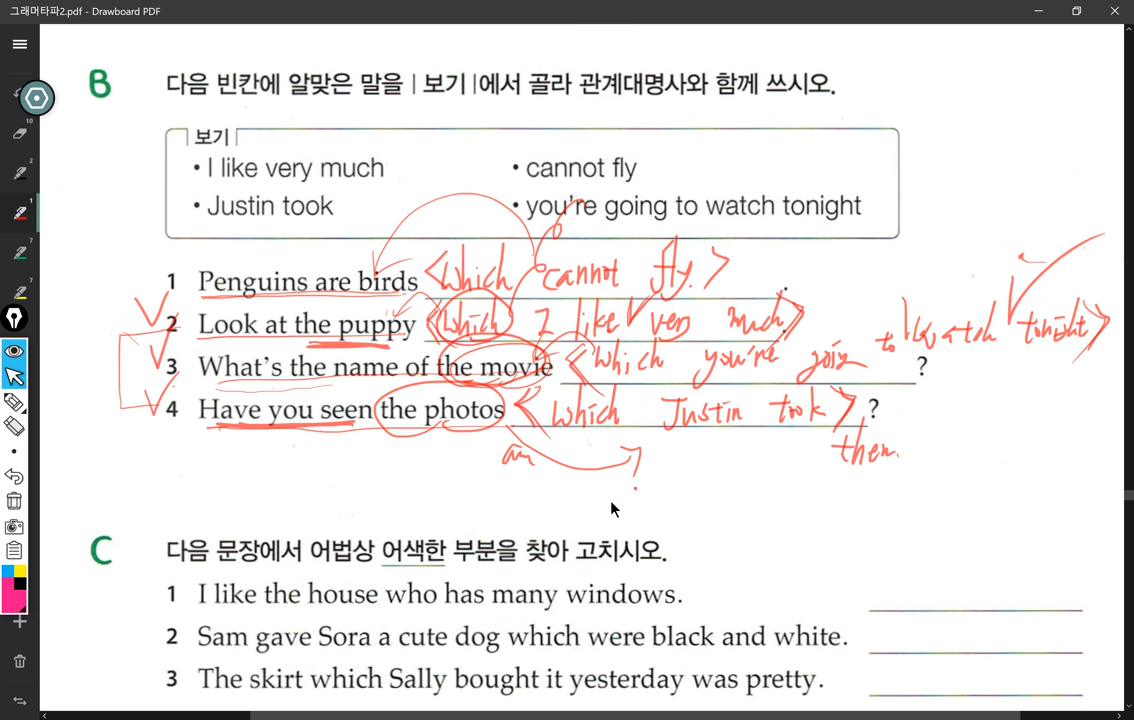 그래머타파2.pdf - Drawboard PDF
B 다음 빈칸에 알맞은 말을 |보기|에서 골라 관계대명사와 함께 쓰시오.
보기
• I like very much • cannot fly
• Justin took • you're going to watch tonight
1 Penguins are birds <which cannot fly.> .
2 Look at the puppy <which I like very much> .
to watch tonight>
3 What's the name of the movie <which you're going ?
4 Have you seen the photos <which Justin took> ?
them.
?
C 다음 문장에서 어법상 어색한 부분을 찾아 고치시오.
1 I like the house who has many windows.
2 Sam gave Sora a cute dog which were black and white.
3 The skirt which Sally bought it yesterday was pretty.
10
2
1
7
7